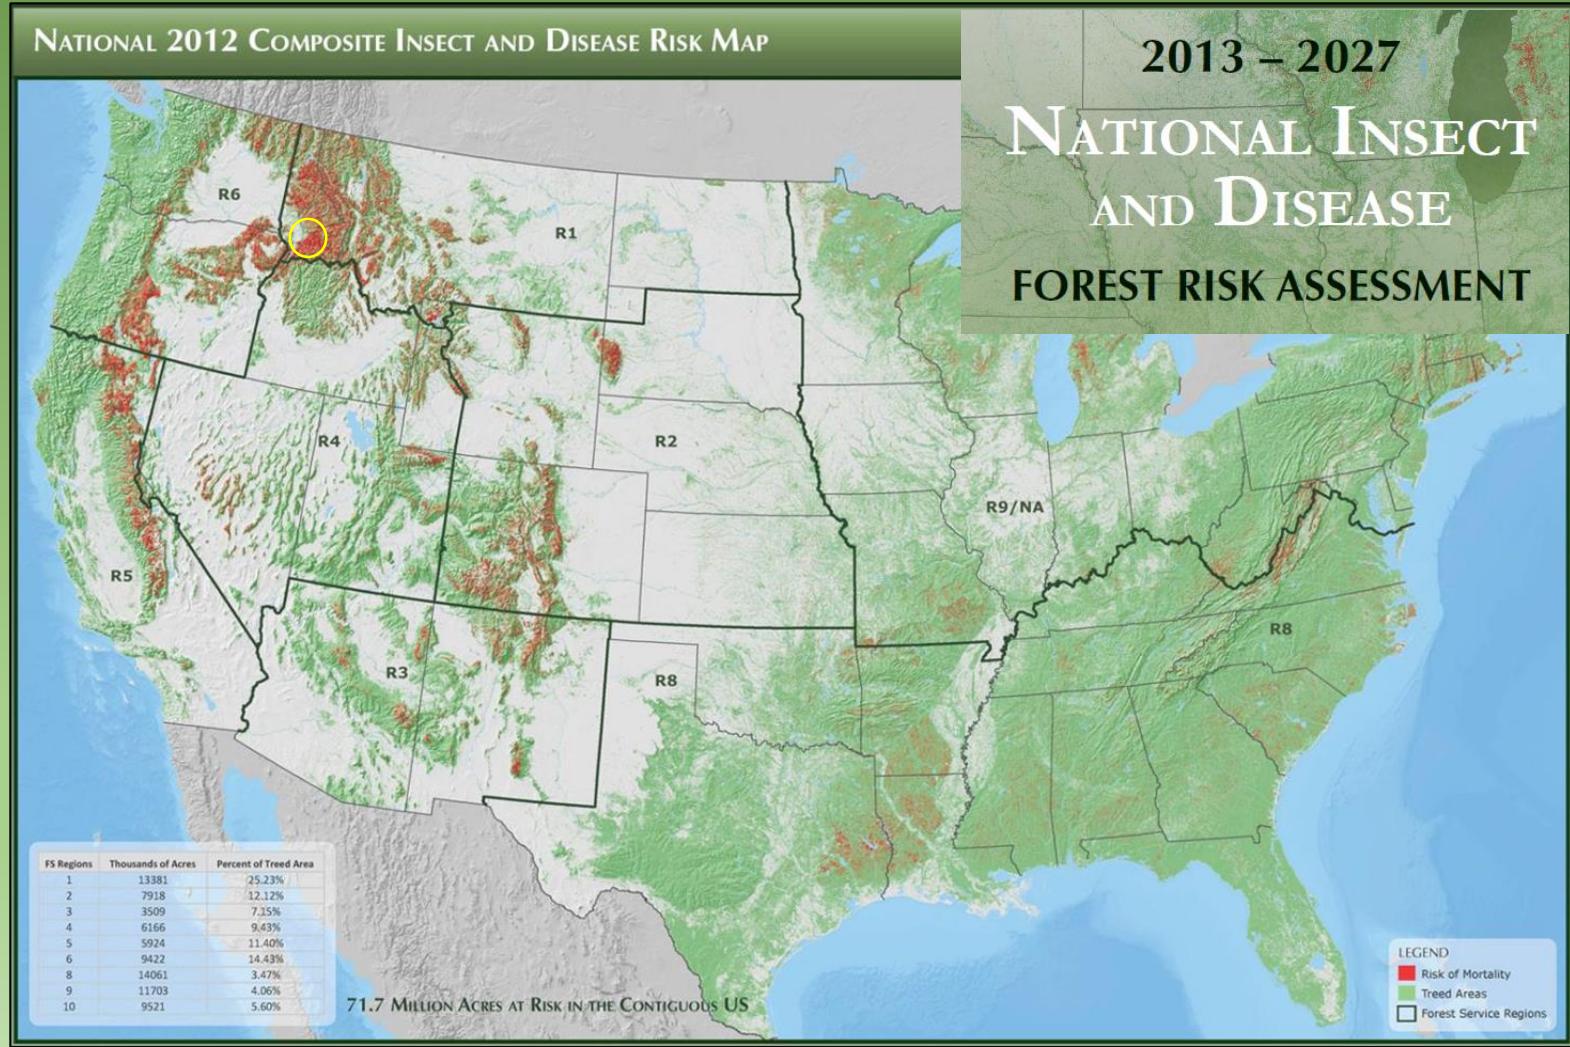 NATIONAL 2012 COMPOSITE INSECT AND DISEASE RISK MAP
2013 – 2027
NATIONAL INSECT
AND DISEASE
FOREST RISK ASSESSMENT
R6
R1
R4
R2
R9/NA
R5
R3
R8
R8
FS Regions Thousands of Acres Percent of Treed Area
1 13381 25.23%
2 7918 12.12%
3 3509 7.15%
4 6166 9.43%
5 5924 11.40%
6 9422 14.43%
8 14061 3.47%
9 11703 4.06%
10 9521 5.60%
71.7 MILLION ACRES AT RISK IN THE CONTIGUOUS US
LEGEND
Risk of Mortality
Treed Areas
Forest Service Regions